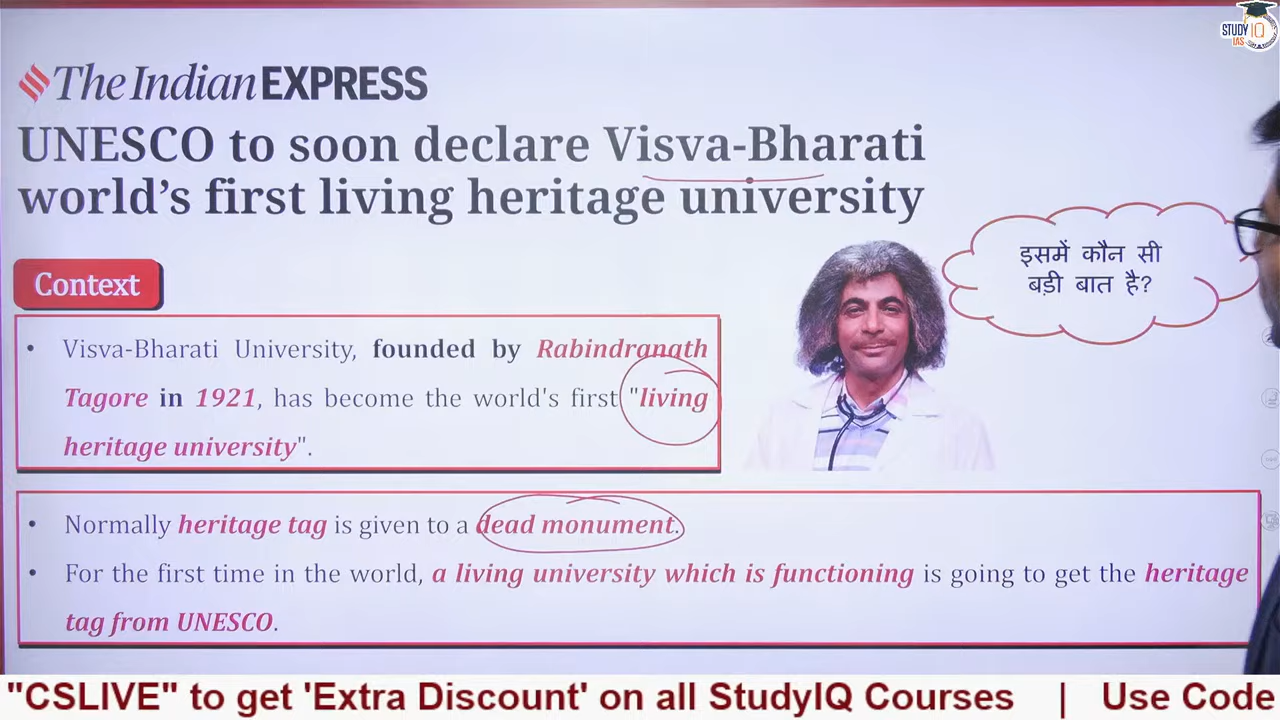 STUDY IQ
IAS
The Indian EXPRESS
UNESCO to soon declare Visva-Bharati
world's first living heritage university
इसमें कौन सी
बड़ी बात है?
Context
• Visva-Bharati University, founded by Rabindranath
Tagore in 1921, has become the world's first "living
heritage university".
• Normally heritage tag is given to a dead monument.
• For the first time in the world, a living university which is functioning is going to get the heritage
tag from UNESCO.
"CSLIVE" to get 'Extra Discount' on all StudyIQ Courses | Use Code